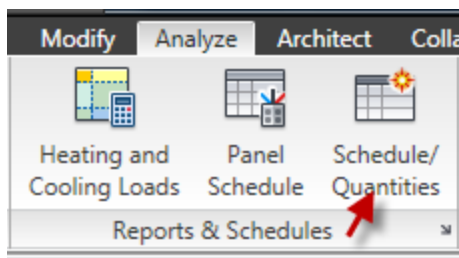 Modify Analyze Architect Colla
Heating and Panel Schedule/
Cooling Loads Schedule Quantities
Reports & Schedules